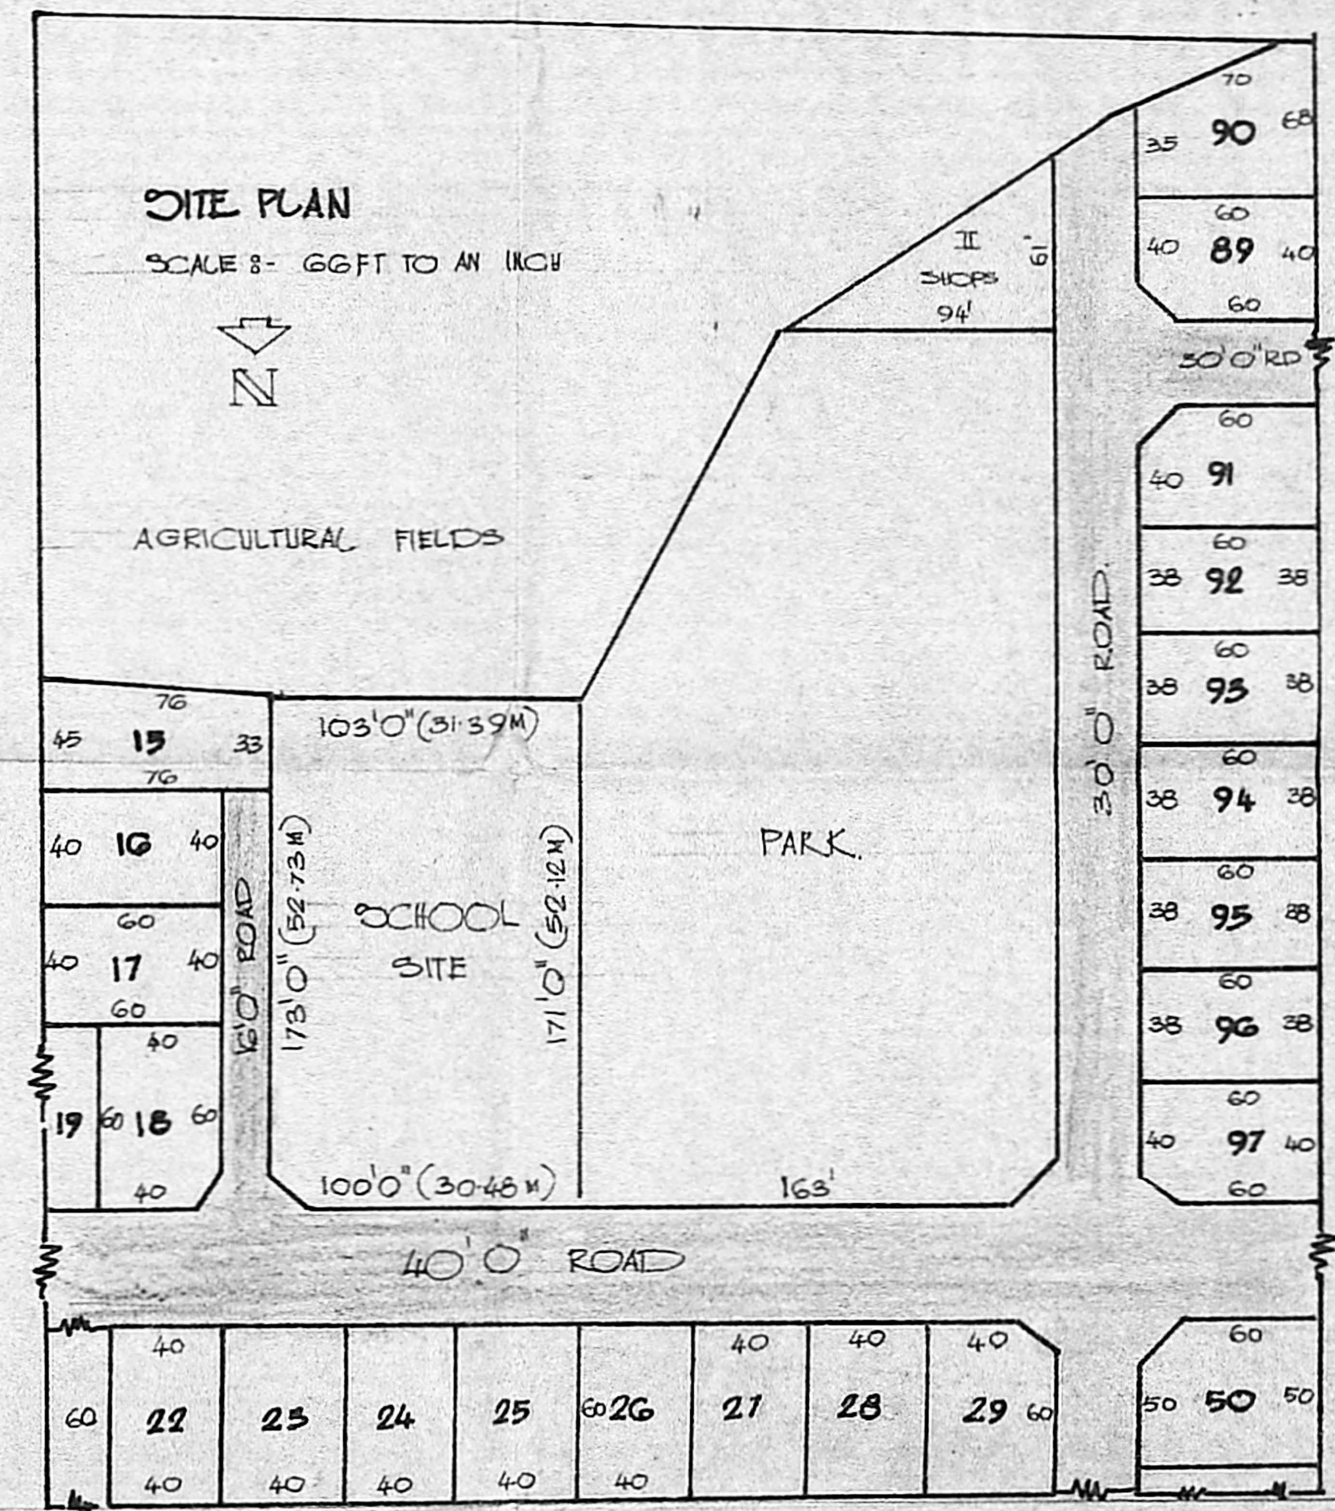 SITE PLAN
SCALE :- 66FT TO AN INCH
N
AGRICULTURAL FIELDS
70
35 90 68
60
40 89 40
60
30'0" RD
II
SHOPS
61'
94'
60
40 91
60
38 92 38
60
38 93 38
60
38 94 38
60
38 95 38
60
38 96 38
60
40 97 40
60
30'0" ROAD.
76
45 15 33
76
40 16 40
60
40 17 40
60
40
19 60 18 60
40
16'0" ROAD
103'0" (31.39M)
173'0" (52.73M)
SCHOOL
SITE
171'0" (52.12M)
100'0" (30.48M)
PARK.
163'
40'0" ROAD
40 40 40 40
60 22 23 24 25 60 26 27 28 29 60
40 40 40 40 40
60
50 50 50